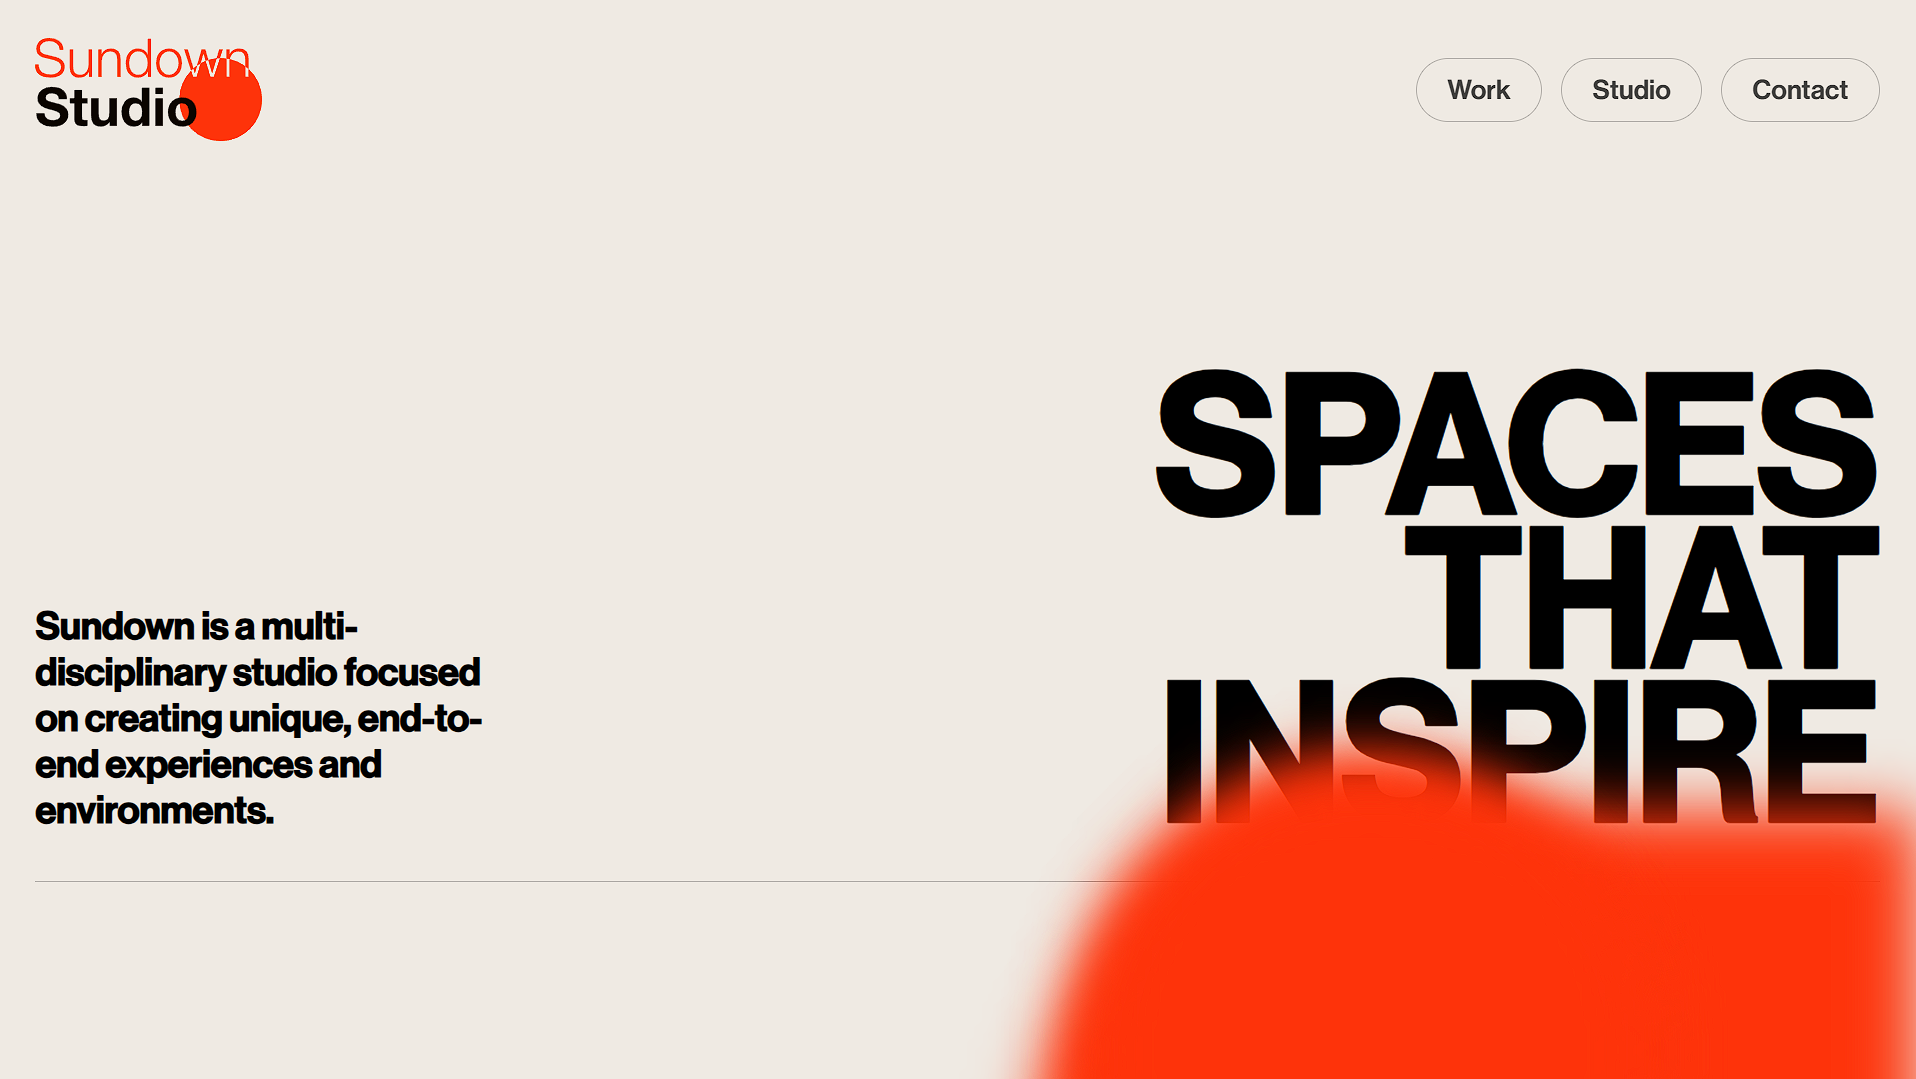 Sundown
Studio
Work
Studio
Contact
SPACES
THAT
INSPIRE
Sundown is a multi-
disciplinary studio focused
on creating unique, end-to-
end experiences and
environments.